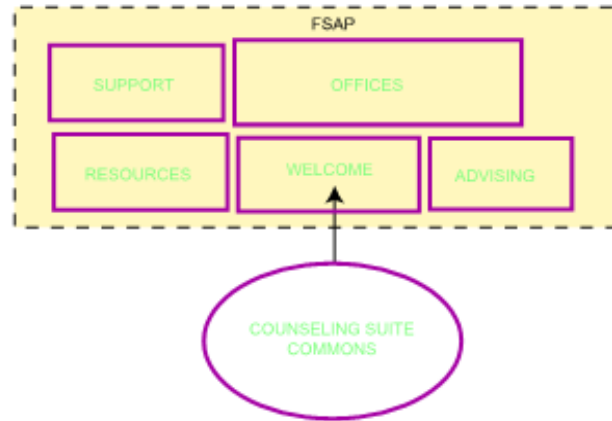 FSAP
SUPPORT
OFFICES
RESOURCES
WELCOME
ADVISING
COUNSELING SUITE
COMMONS